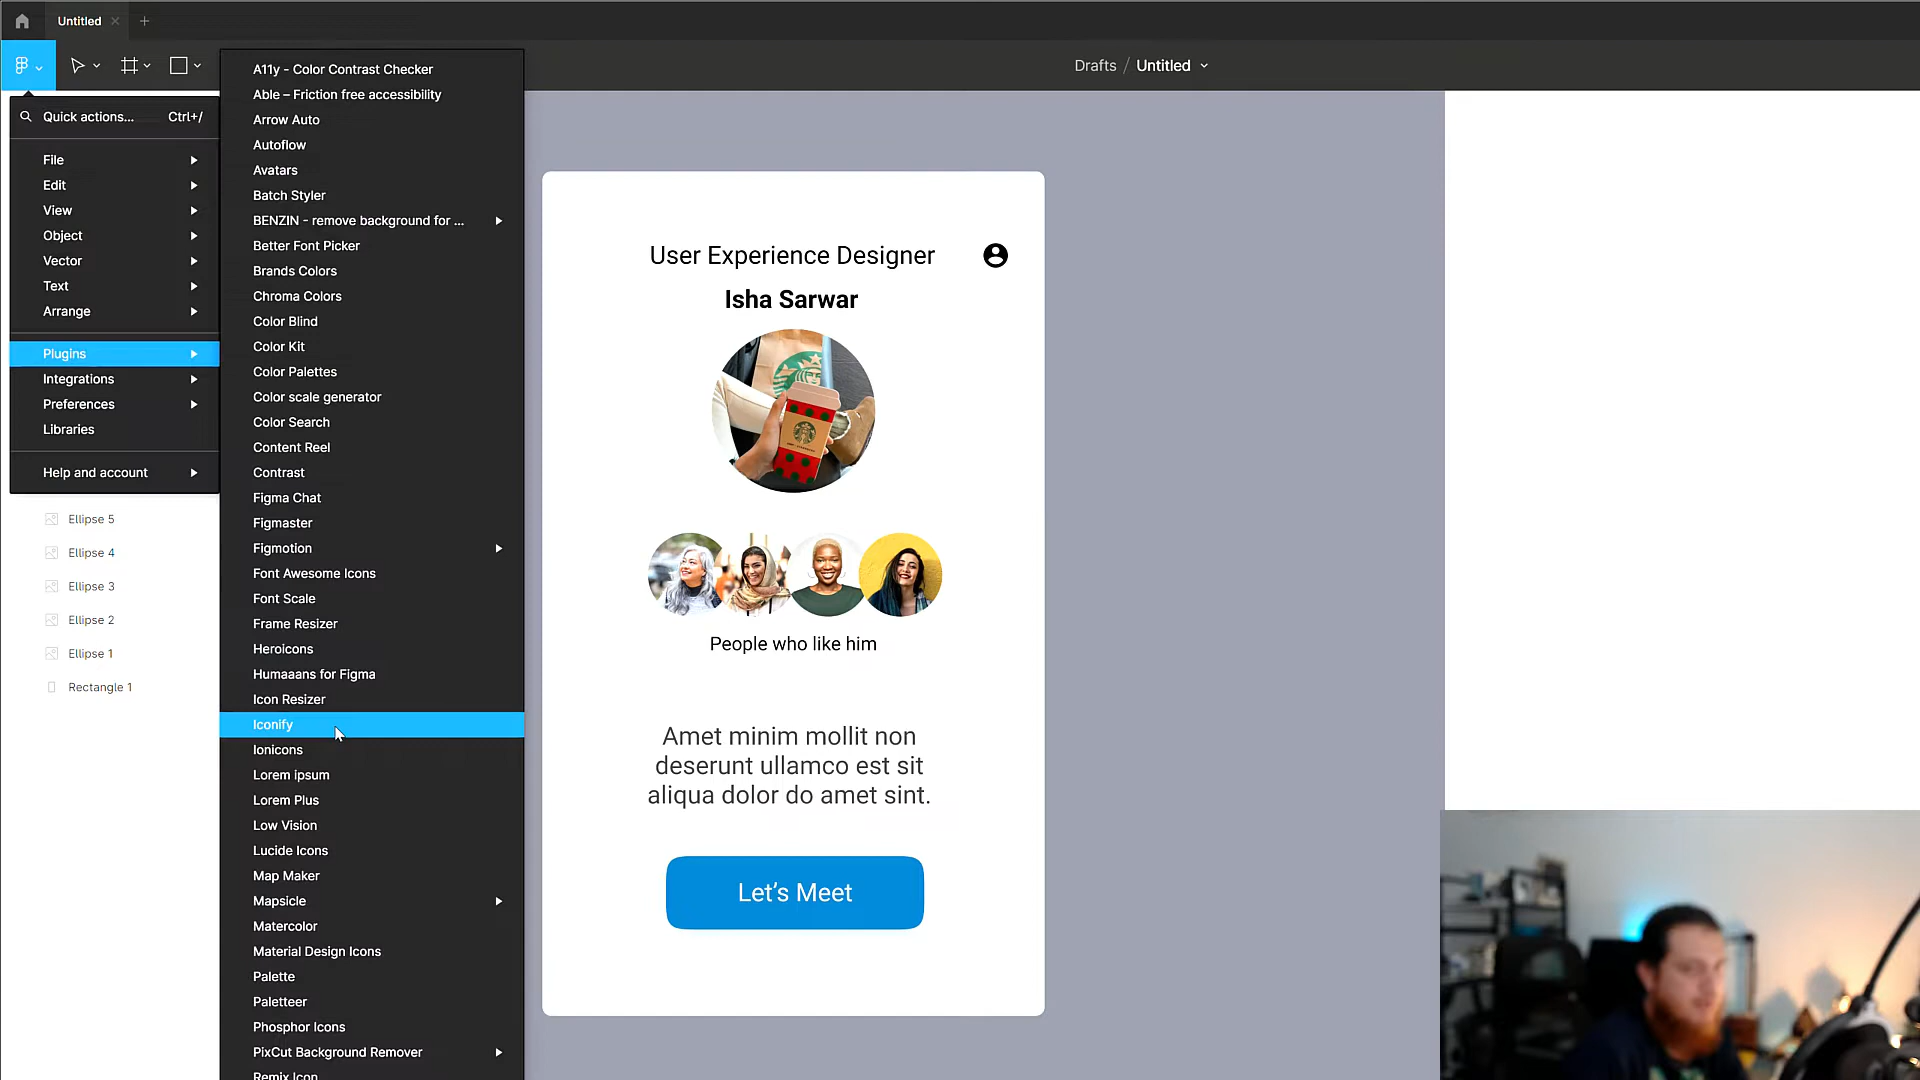 Untitled
Drafts / Untitled
Quick actions... Ctrl+/
File
Edit
View
Object
Vector
Text
Arrange
Plugins
Integrations
Preferences
Libraries
Help and account
Ellipse 5
Ellipse 4
Ellipse 3
Ellipse 2
Ellipse 1
Rectangle 1
A11y - Color Contrast Checker
Able – Friction free accessibility
Arrow Auto
Autoflow
Avatars
Batch Styler
BENZIN - remove background for ...
Better Font Picker
Brands Colors
Chroma Colors
Color Blind
Color Kit
Color Palettes
Color scale generator
Color Search
Content Reel
Contrast
Figma Chat
Figmaster
Figmotion
Font Awesome Icons
Font Scale
Frame Resizer
Heroicons
Humaaans for Figma
Icon Resizer
Iconify
Ionicons
Lorem ipsum
Lorem Plus
Low Vision
Lucide Icons
Map Maker
Mapsicle
Matercolor
Material Design Icons
Palette
Paletteer
Phosphor Icons
PixCut Background Remover
Remix Icon
User Experience Designer
Isha Sarwar
People who like him
Amet minim mollit non
deserunt ullamco est sit
aliqua dolor do amet sint.
Let’s Meet